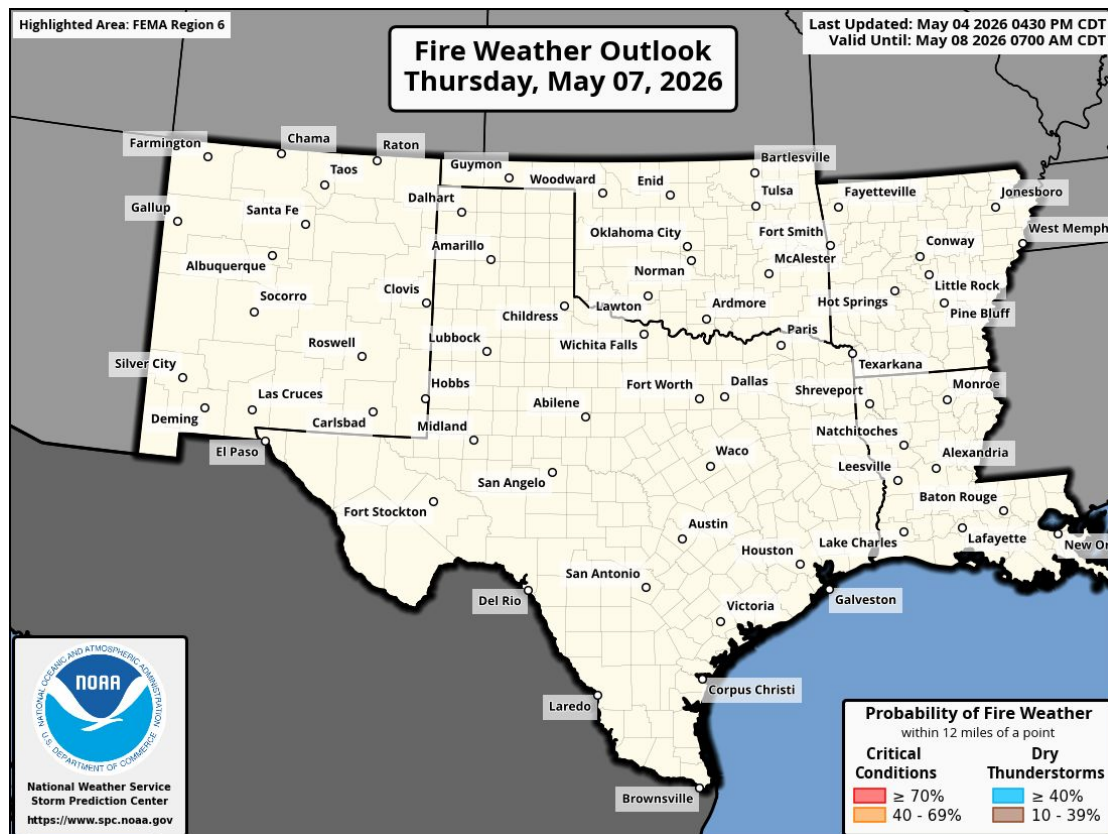 Highlighted Area: FEMA Region 6
Last Updated: May 04 2026 0430 PM CDT
Valid Until: May 08 2026 0700 AM CDT
Fire Weather Outlook
Thursday, May 07, 2026
Farmington
Chama
Raton
Taos
Guymon
Woodward
Enid
Bartlesville
Tulsa
Fayetteville
Jonesboro
Gallup
Santa Fe
Dalhart
Amarillo
Oklahoma City
Fort Smith
West Memph
Albuquerque
Norman
McAlester
Conway
Socorro
Clovis
Childress
Lawton
Ardmore
Hot Springs
Little Rock
Pine Bluff
Roswell
Lubbock
Wichita Falls
Paris
Silver City
Texarkana
Las Cruces
Hobbs
Fort Worth
Dallas
Shreveport
Monroe
Deming
Carlsbad
Midland
Abilene
Natchitoches
El Paso
Waco
Alexandria
San Angelo
Leesville
Fort Stockton
Baton Rouge
Austin
Lake Charles
Lafayette
New Or
Houston
San Antonio
Del Rio
Victoria
Galveston
Corpus Christi
Laredo
Brownsville
NATIONAL OCEANIC AND ATMOSPHERIC ADMINISTRATION
NOAA
U.S. DEPARTMENT OF COMMERCE
National Weather Service
Storm Prediction Center
https://www.spc.noaa.gov
Probability of Fire Weather
within 12 miles of a point
Critical Conditions
≥ 70%
40 - 69%
Dry Thunderstorms
≥ 40%
10 - 39%